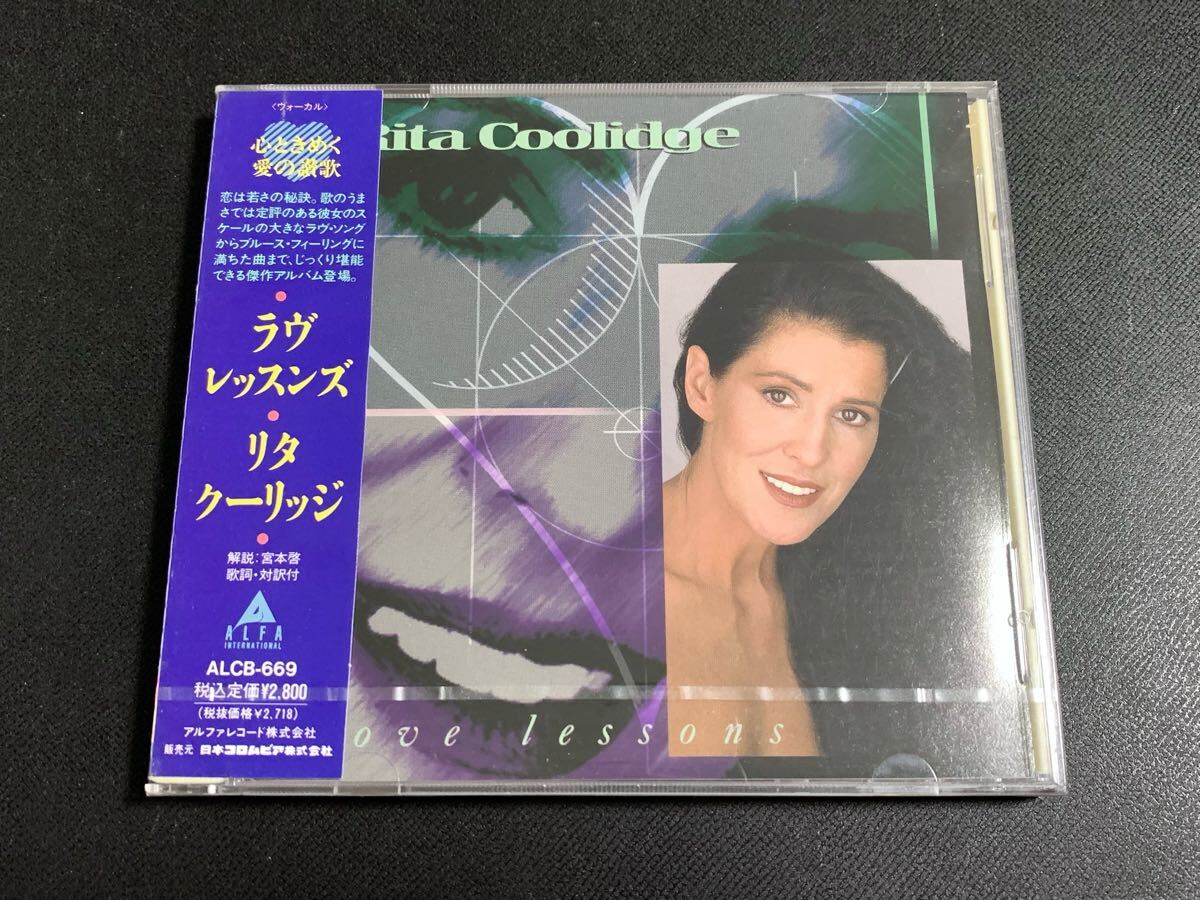 〈ヴォーカル〉
心ときめく
愛の讃歌
恋は若さの秘訣。歌のうま
さでは定評のある彼女のス
ケールの大きなラヴ・ソング
からブルース・フィーリングに
満ちた曲まで、じっくり堪能
できる傑作アルバム登場。
ラヴ
レッスンズ
リタ
クーリッジ
解説：宮本啓
歌詞・対訳付
ALFA
INTERNATIONAL
ALCB-669
税込定価¥2,800
(税抜価格¥2,718)
アルファレコード株式会社
販売元 日本コロムビア株式会社
Rita Coolidge
ove lessons